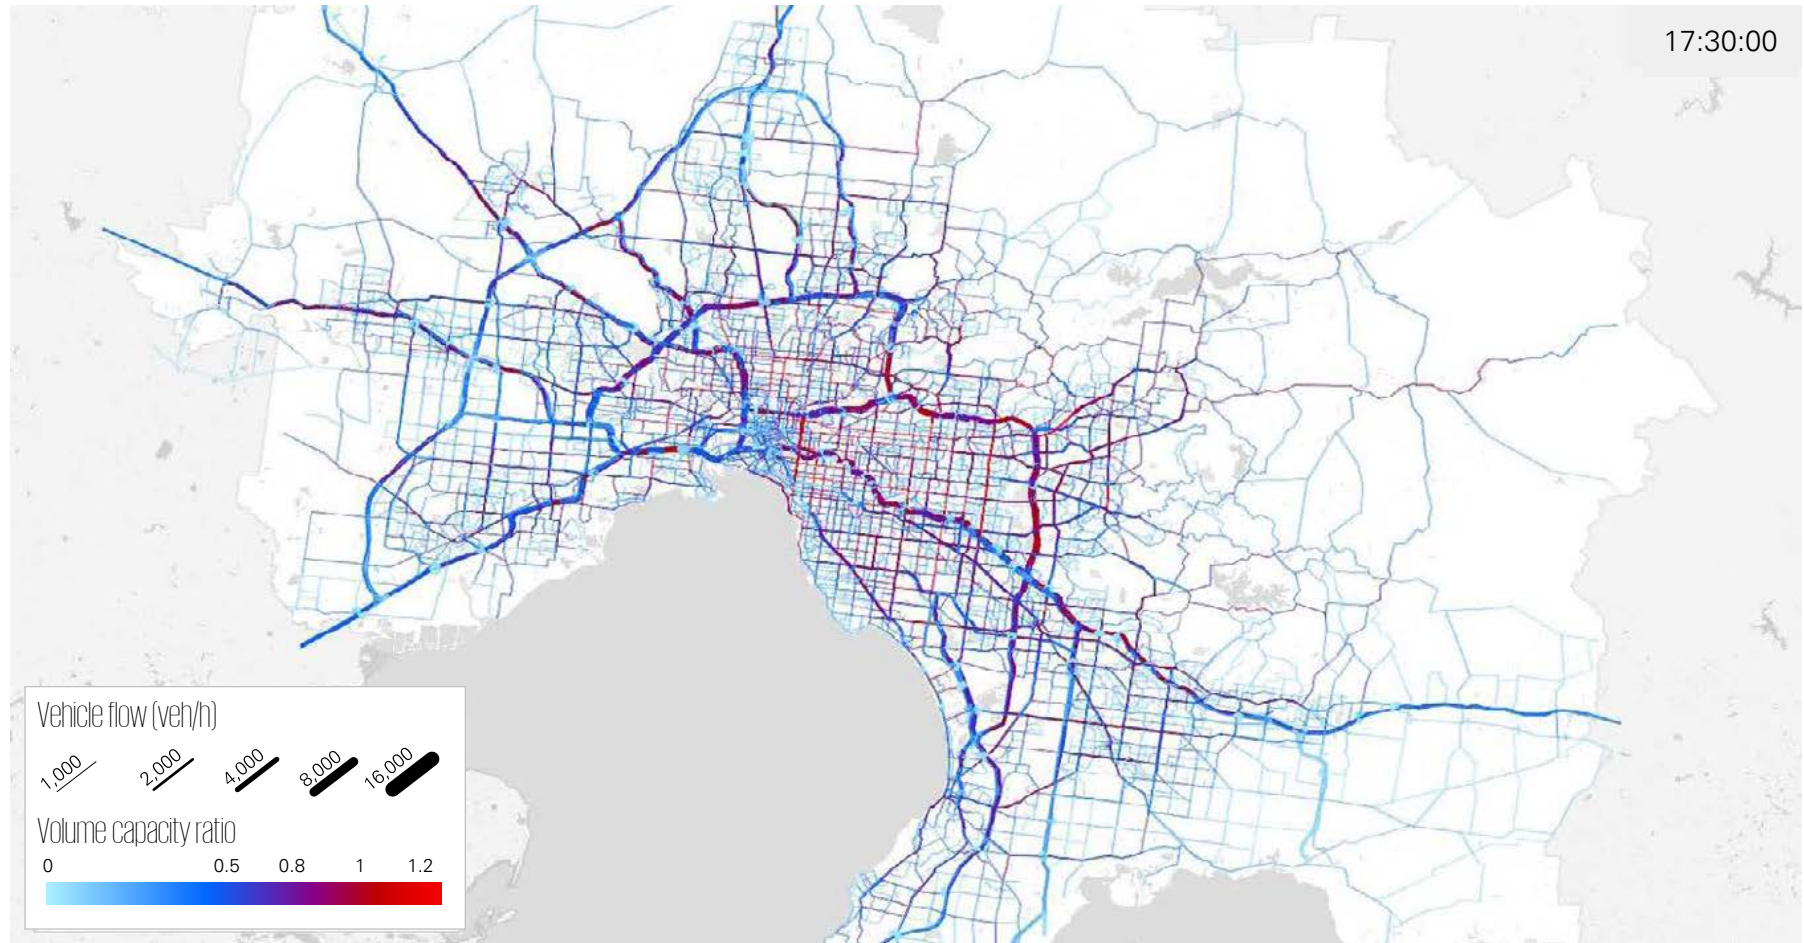 17:30:00
Vehicle flow (veh/h)
1,000 2,000 4,000 8,000 16,000
Volume capacity ratio
0 0.5 0.8 1 1.2